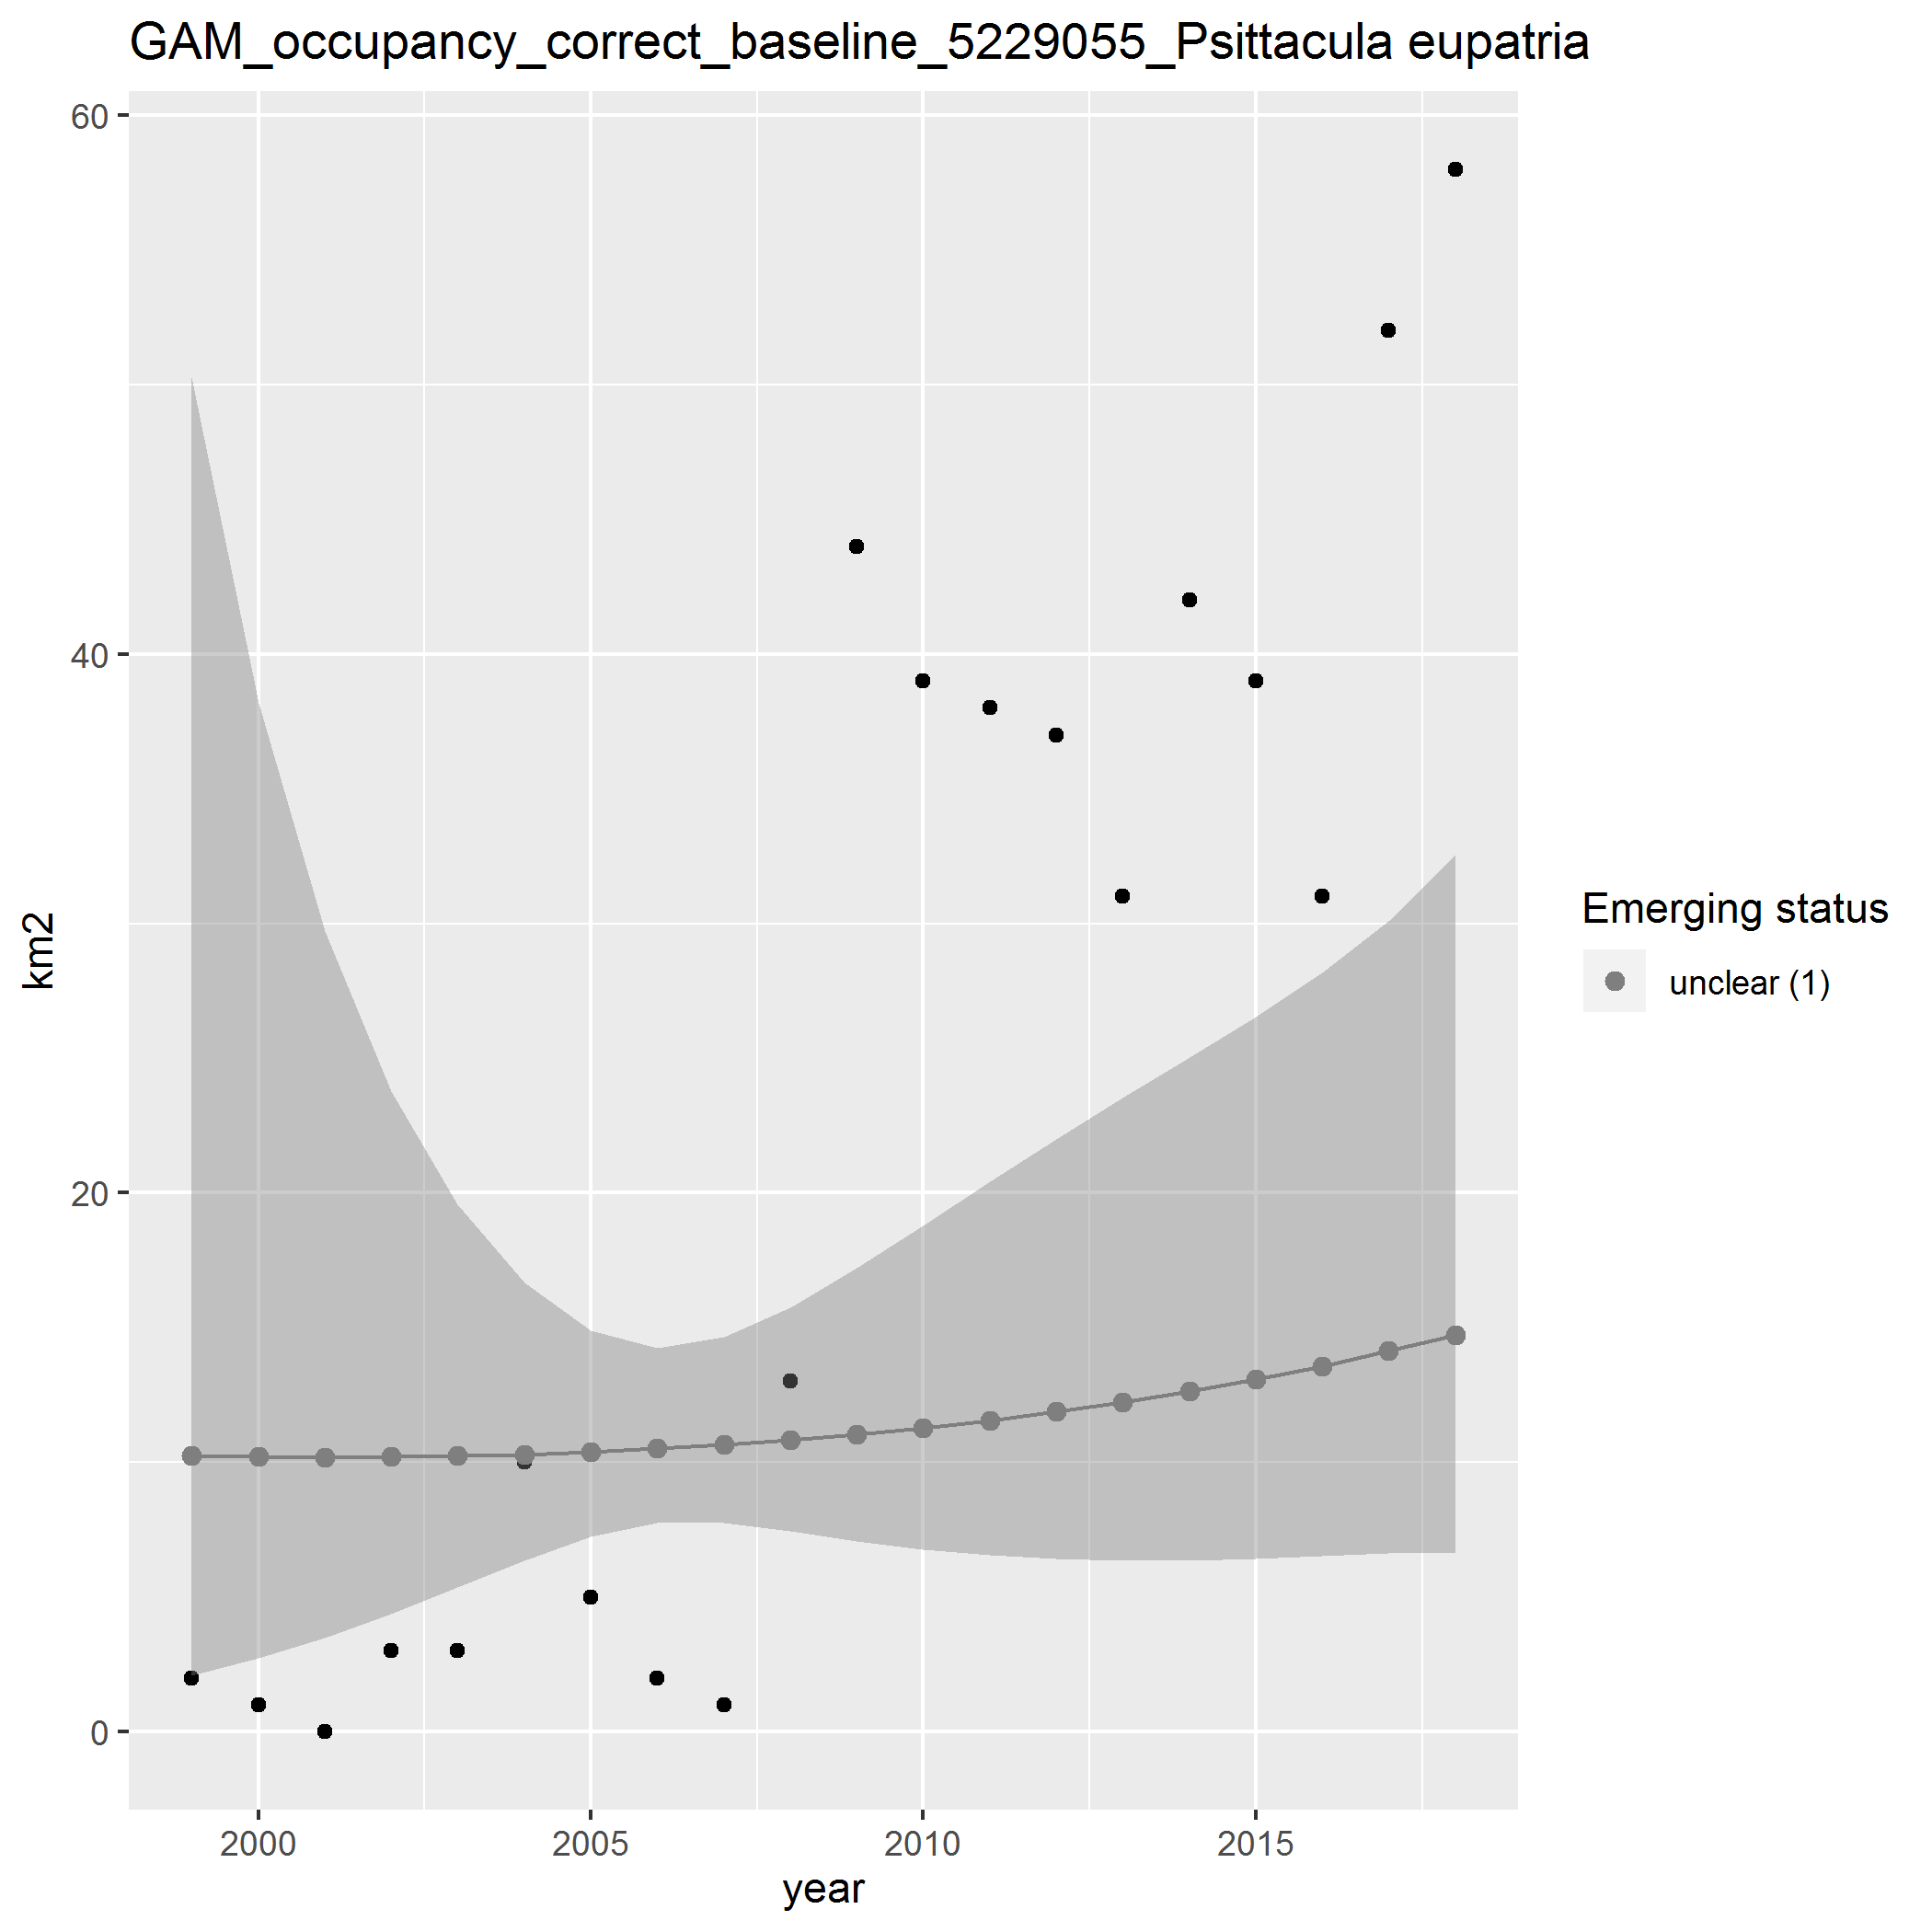 GAM_occupancy_correct_baseline_5229055_Psittacula eupatria
60
40
20
0
km2
2000 2005 2010 2015
year
Emerging status
unclear (1)